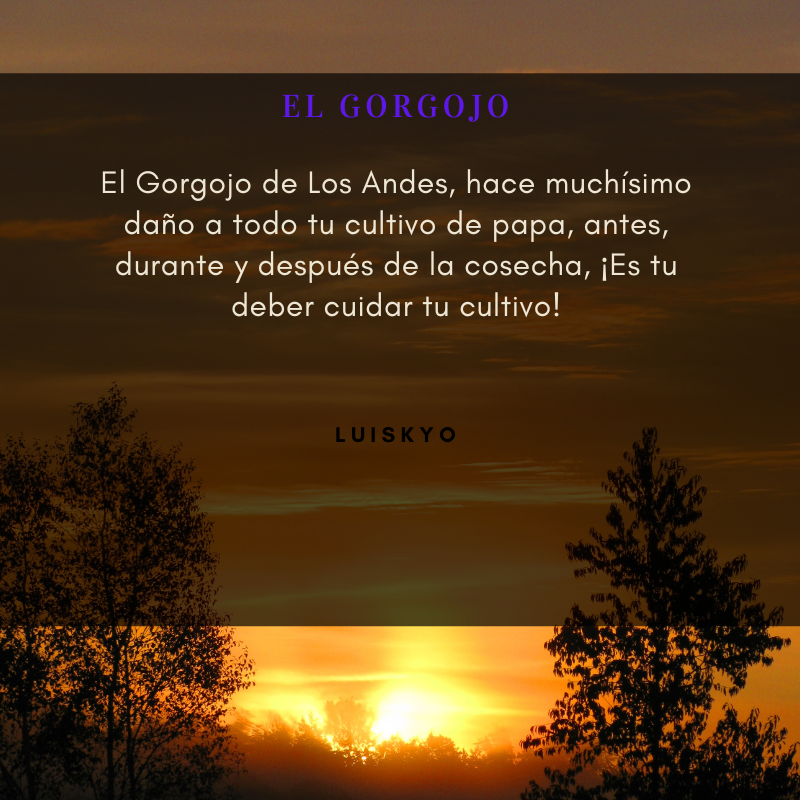 EL GORGOJO
El Gorgojo de Los Andes, hace muchísimo
daño a todo tu cultivo de papa, antes,
durante y después de la cosecha, ¡Es tu
deber cuidar tu cultivo!
LUISKYO